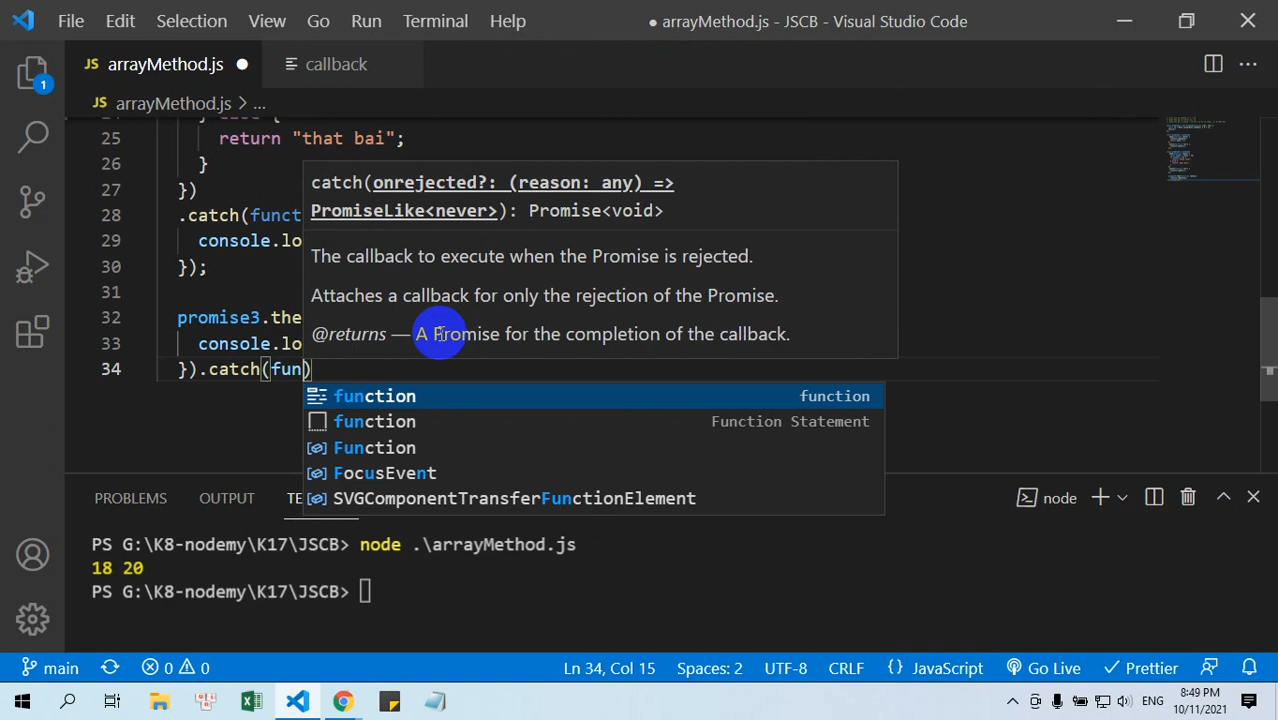 File Edit Selection View Go Run Terminal Help ● arrayMethod.js - JSCB - Visual Studio Code
JS arrayMethod.js ● callback
1
JS arrayMethod.js > ...
25 return "that bai";
26 }
27 })
28 .catch(funct
29 console.lo
30 });
31
32 promise3.the
33 console.lo
34 }).catch(fun)
catch(onrejected?: (reason: any) =>
PromiseLike<never>): Promise<void>
The callback to execute when the Promise is rejected.
Attaches a callback for only the rejection of the Promise.
@returns — A Promise for the completion of the callback.
function function
function Function Statement
Function
FocusEvent
SVGComponentTransferFunctionElement
PROBLEMS OUTPUT TE node
PS G:\K8-nodemy\K17\JSCB> node .\arrayMethod.js
18 20
PS G:\K8-nodemy\K17\JSCB>
main 0 0 Ln 34, Col 15 Spaces: 2 UTF-8 CRLF {} JavaScript Go Live Prettier
ENG 8:49 PM
10/11/2021